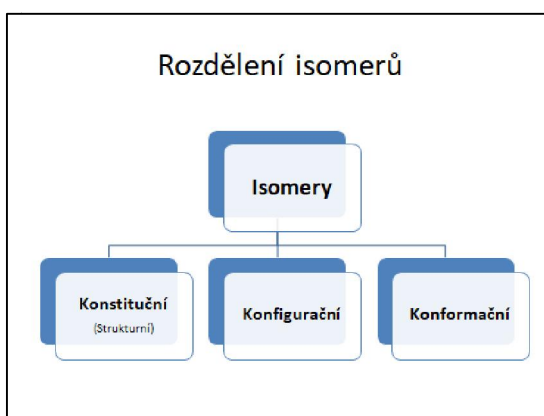 Rozdělení isomerů
Isomery
Konstituční
(Strukturní)
Konfigurační
Konformační